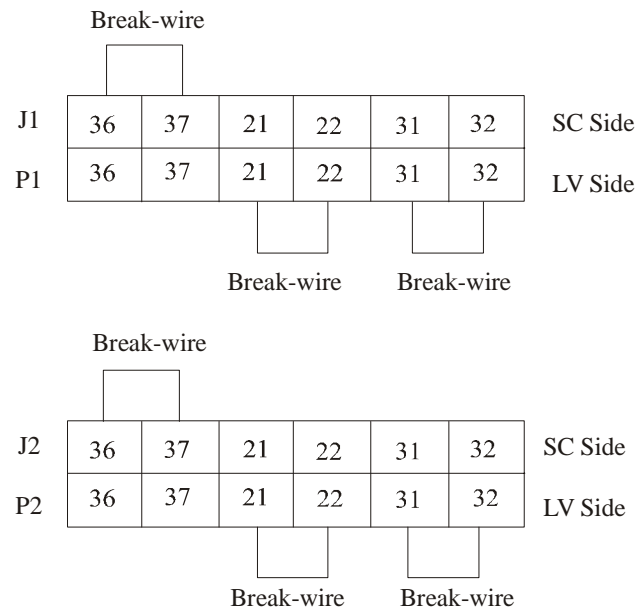 Break-wire
J1 36 37 21 22 31 32 SC Side
P1 36 37 21 22 31 32 LV Side
Break-wire Break-wire
Break-wire
J2 36 37 21 22 31 32 SC Side
P2 36 37 21 22 31 32 LV Side
Break-wire Break-wire